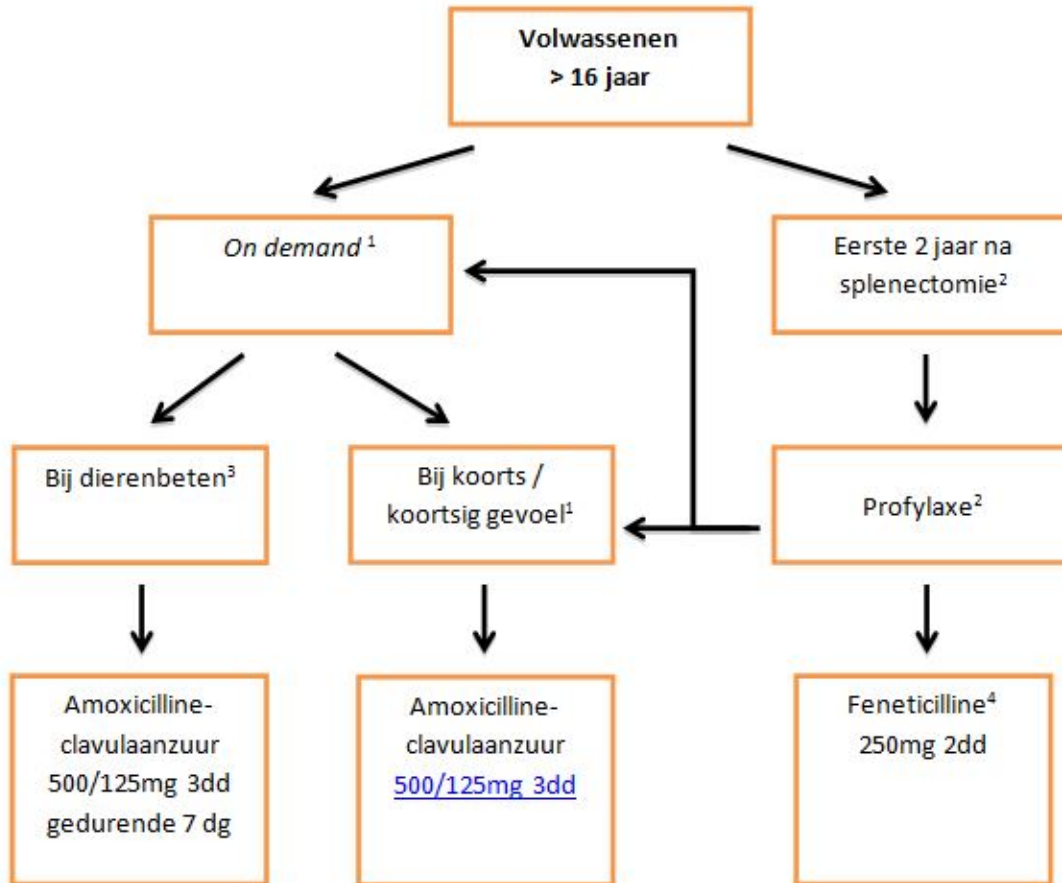 Volwassenen
> 16 jaar
On demand ¹
Eerste 2 jaar na
splenectomie²
Bij dierenbeten³
Bij koorts /
koortsig gevoel¹
Profylaxe²
Amoxicilline-
clavulaanzuur
500/125mg 3dd
gedurende 7 dg
Amoxicilline-
clavulaanzuur
500/125mg 3dd
Feneticilline⁴
250mg 2dd